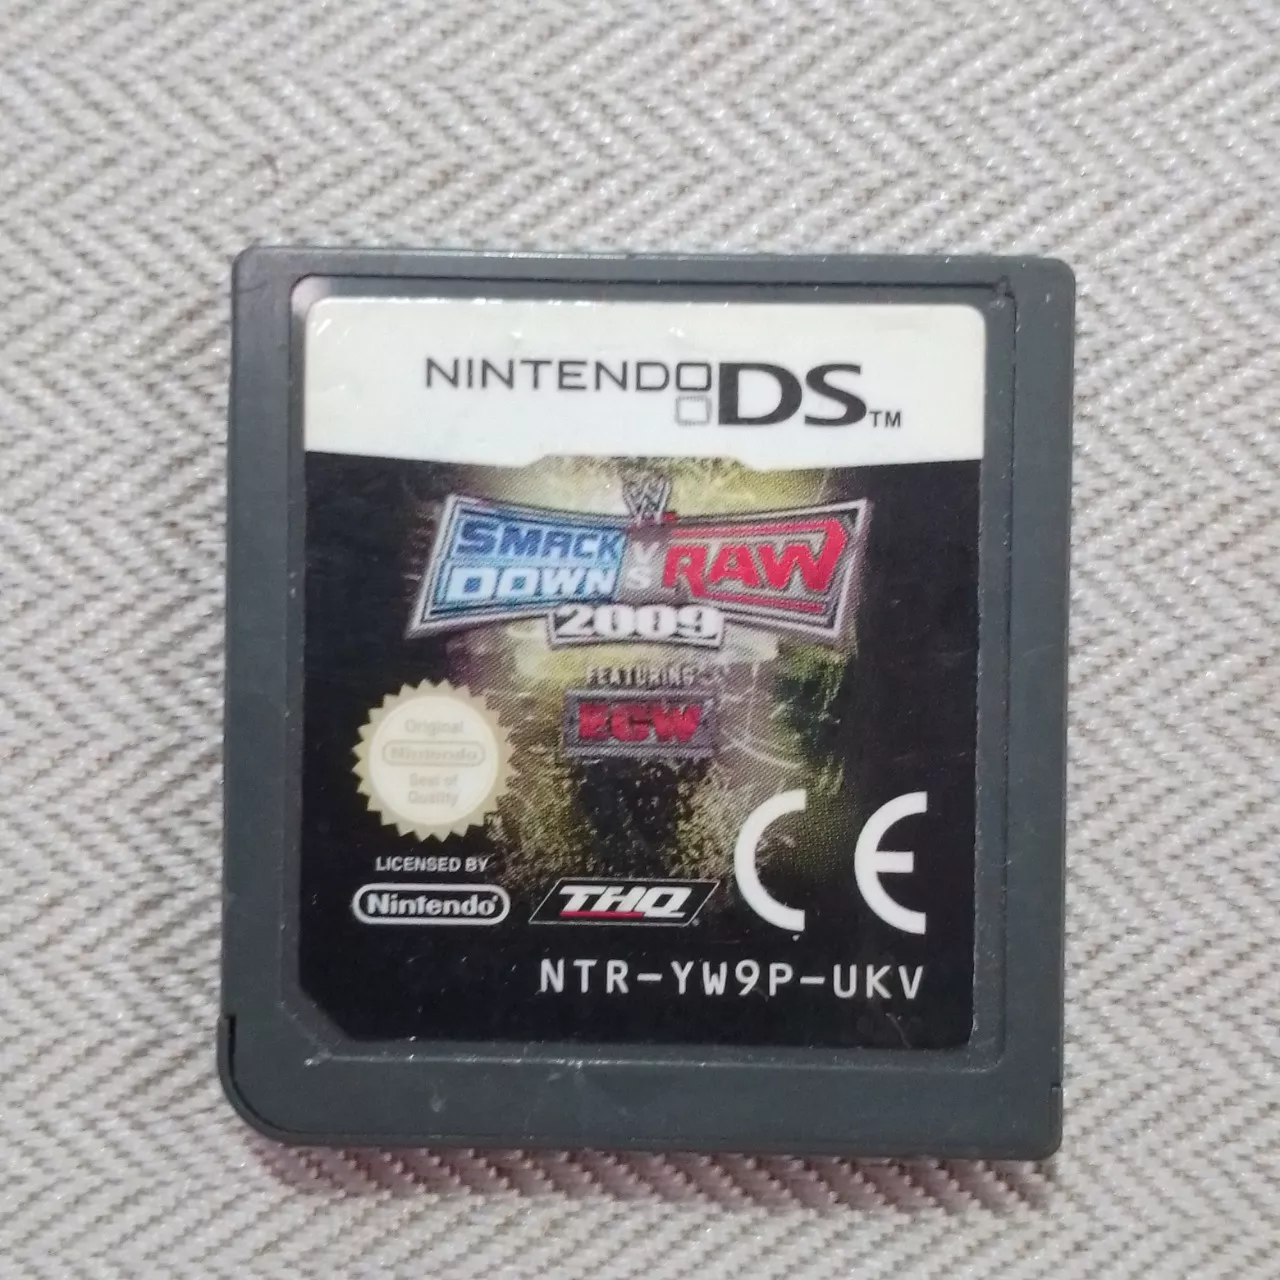 NINTENDO DS™
W
SMACK DOWN VS RAW
2009
FEATURING
ECW
Original
Nintendo
Seal of
Quality
LICENSED BY
Nintendo®
THQ®
CE
NTR-YW9P-UKV